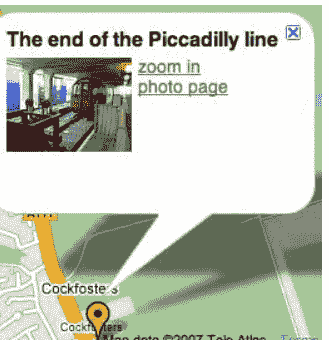 The end of the Piccadilly line
zoom in
photo page
A111
Cockfosters
Cockfosters
Map data ©2007 Tele Atlas